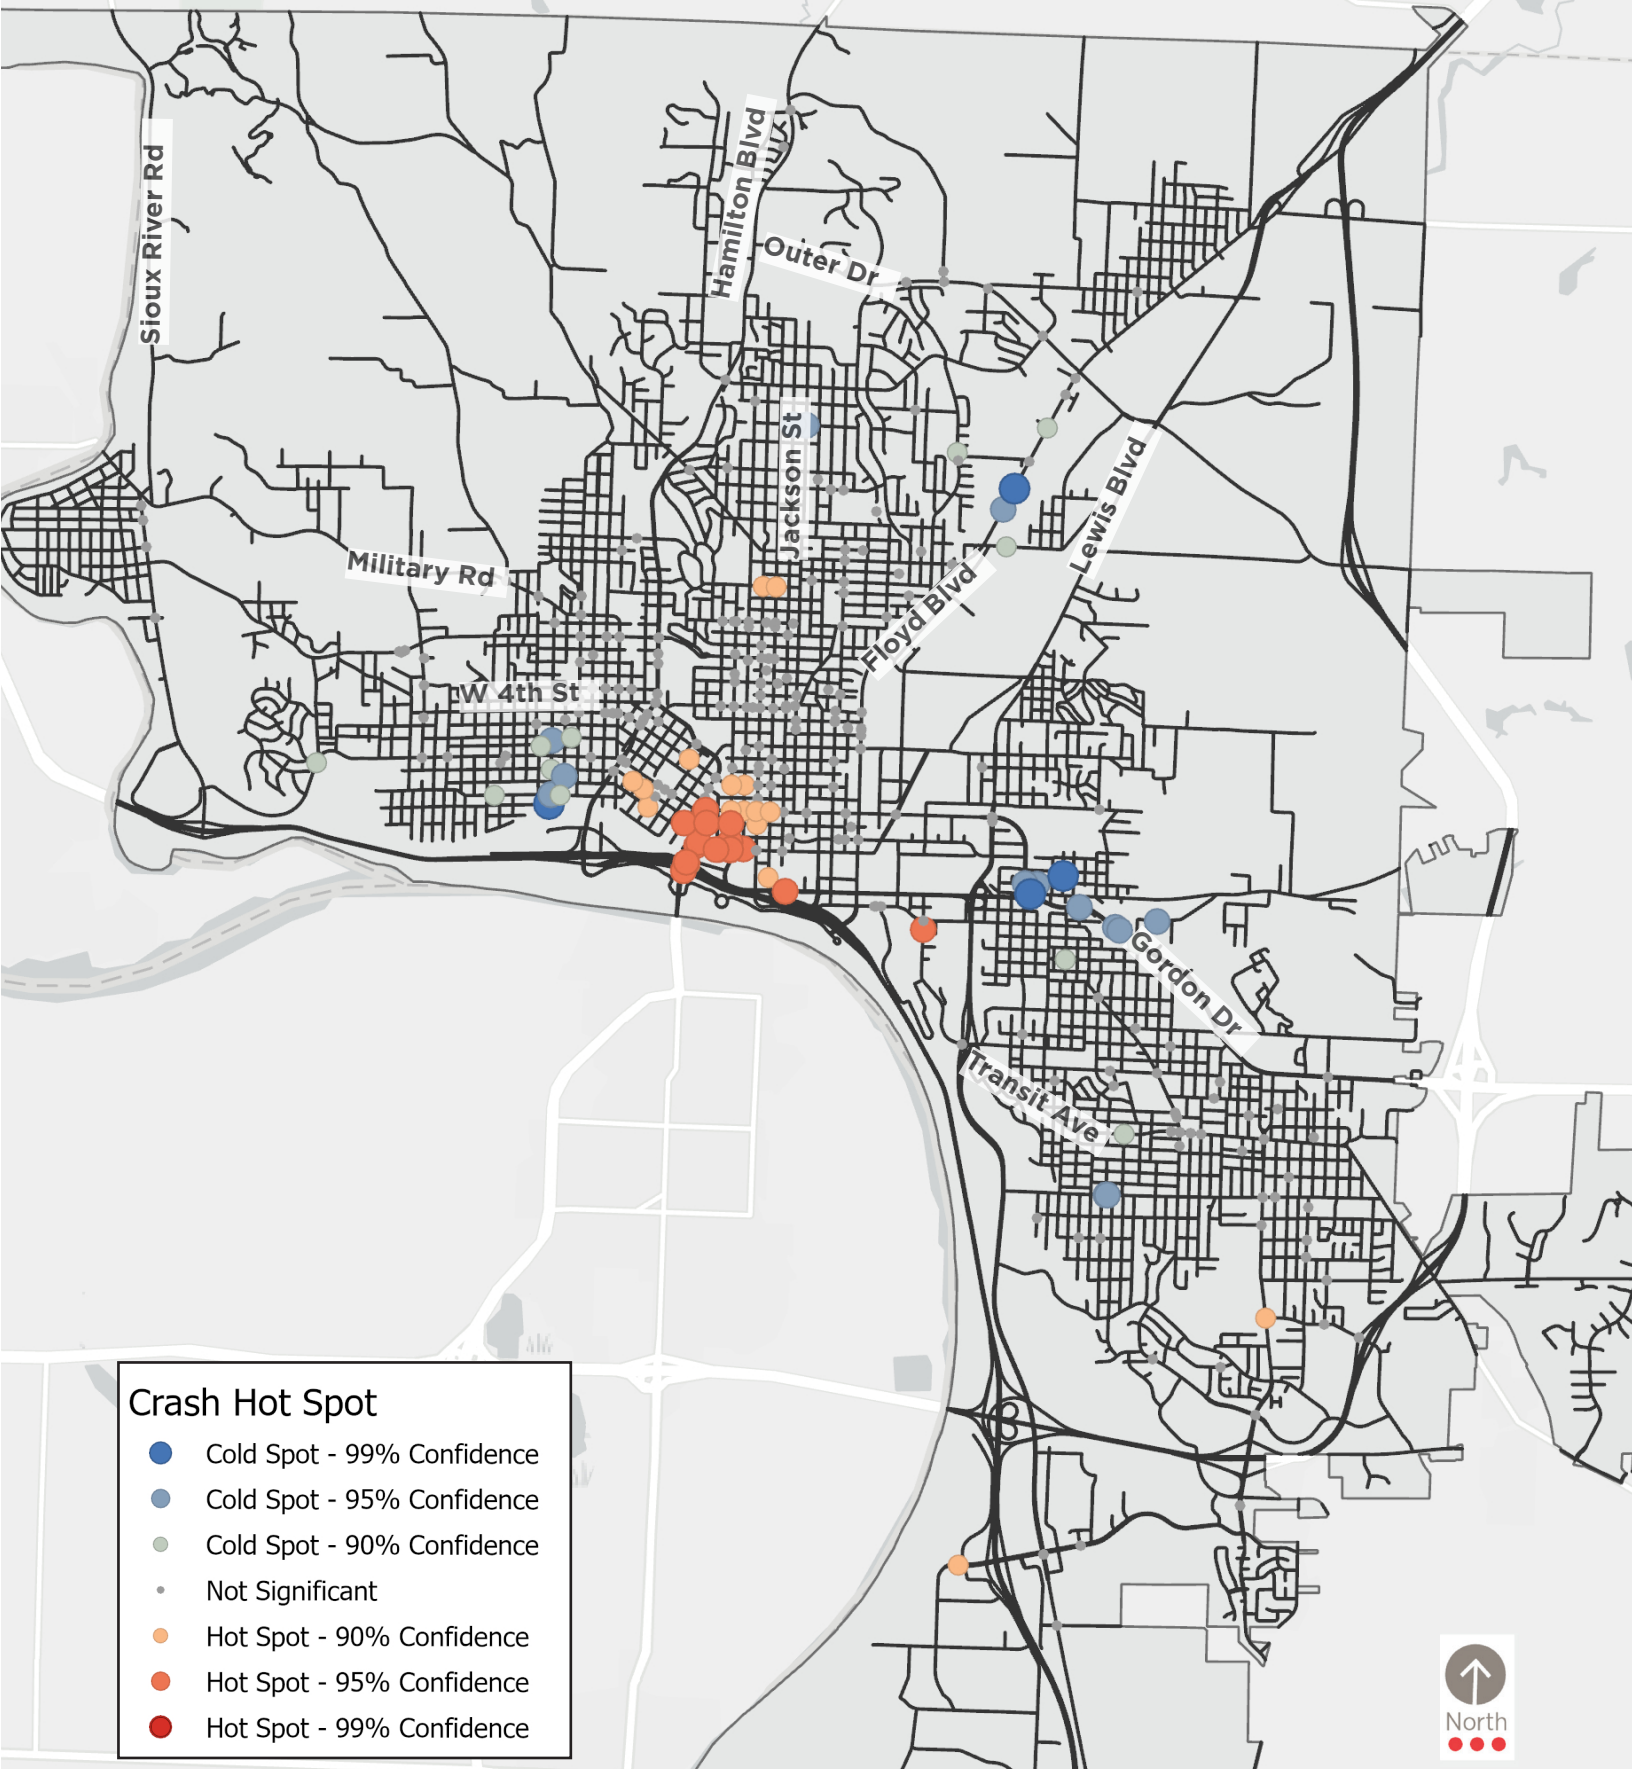 Hamilton Blvd
Sioux River Rd
Outer Dr
Jackson St
Lewis Blvd
Military Rd
Floyd Blvd
W 4th St
Gordon Dr
Transit Ave
Crash Hot Spot
Cold Spot - 99% Confidence
Cold Spot - 95% Confidence
Cold Spot - 90% Confidence
Not Significant
Hot Spot - 90% Confidence
Hot Spot - 95% Confidence
Hot Spot - 99% Confidence
North